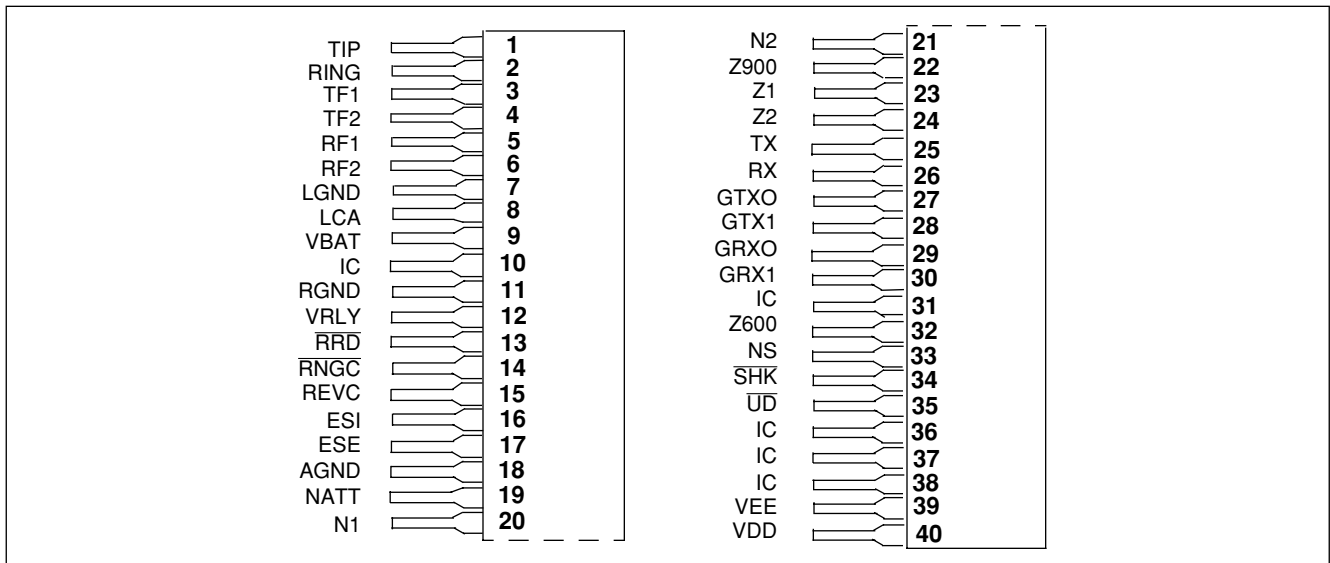 TIP 1
RING 2
TF1 3
TF2 4
RF1 5
RF2 6
LGND 7
LCA 8
VBAT 9
IC 10
RGND 11
VRLY 12
R̅R̅D̅ 13
R̅N̅G̅C̅ 14
REVC 15
ESI 16
ESE 17
AGND 18
NATT 19
N1 20
N2 21
Z900 22
Z1 23
Z2 24
TX 25
RX 26
GTXO 27
GTX1 28
GRXO 29
GRX1 30
IC 31
Z600 32
NS 33
S̅H̅K̅ 34
U̅D̅ 35
IC 36
IC 37
IC 38
VEE 39
VDD 40